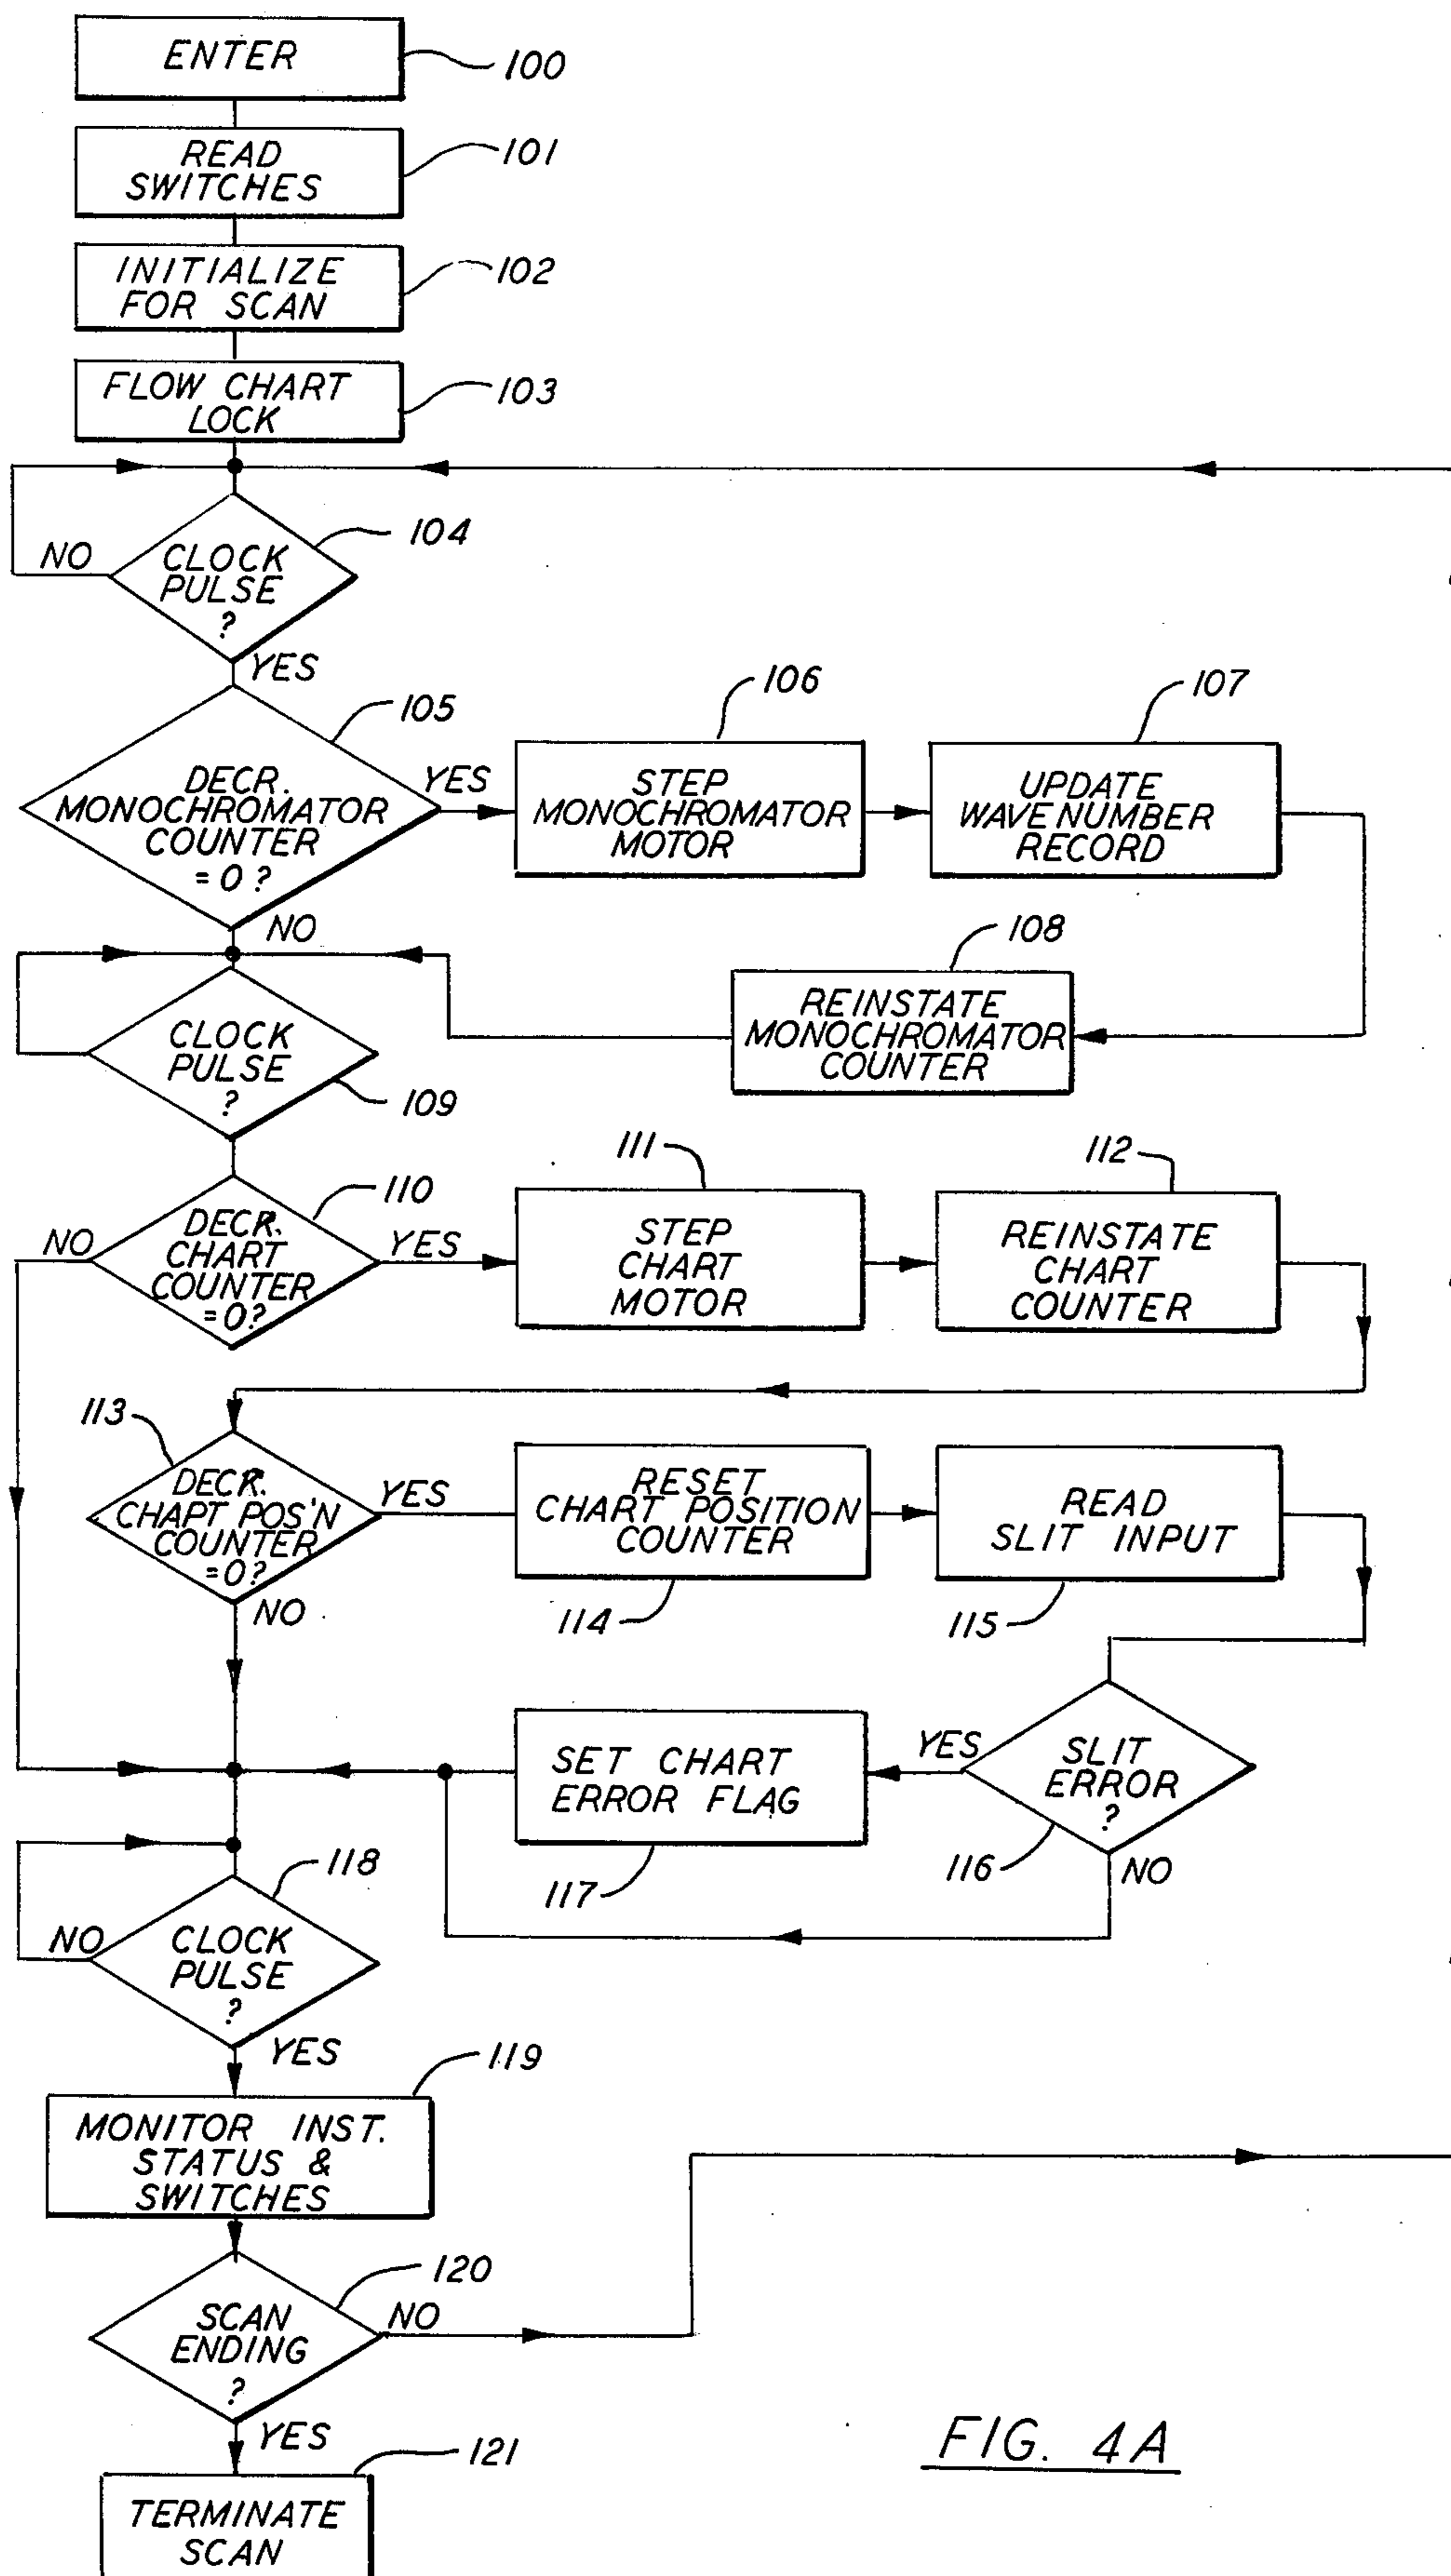 ENTER
100
READ
SWITCHES
101
INITIALIZE
FOR SCAN
102
FLOW CHART
LOCK
103
CLOCK
PULSE
?
104
NO
YES
DECR.
MONOCHROMATOR
COUNTER
=0?
105
YES
NO
STEP
MONOCHROMATOR
MOTOR
106
UPDATE
WAVENUMBER
RECORD
107
REINSTATE
MONOCHROMATOR
COUNTER
108
CLOCK
PULSE
?
109
DECR.
CHART
COUNTER
=0?
110
NO
YES
STEP
CHART
MOTOR
111
REINSTATE
CHART
COUNTER
112
113
DECR.
CHAPT POS'N
COUNTER
=0?
YES
NO
RESET
CHART POSITION
COUNTER
114
READ
SLIT INPUT
115
SLIT
ERROR
?
116
YES
NO
SET CHART
ERROR FLAG
117
CLOCK
PULSE
?
118
NO
YES
MONITOR INST.
STATUS &
SWITCHES
119
SCAN
ENDING
?
120
NO
YES
TERMINATE
SCAN
121
FIG. 4A